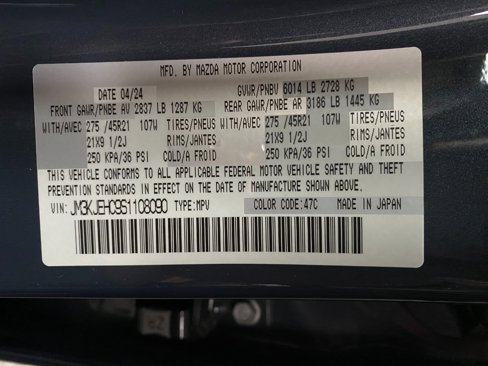 MFD. BY MAZDA MOTOR CORPORATION
DATE 04/24 GVWR/PNBV 6014 LB 2728 KG
FRONT GAWR/PNBE AV 2837 LB 1287 KG REAR GAWR/PNBE AR 3186 LB 1445 KG
WITH/AVEC 275 /45R21 107W TIRES/PNEUS WITH/AVEC 275 /45R21 107W TIRES/PNEUS
21X9 1/2J RIMS/JANTES 21X9 1/2J RIMS/JANTES
250 KPA/36 PSI COLD/A FROID 250 KPA/36 PSI COLD/A FROID
THIS VEHICLE CONFORMS TO ALL APPLICABLE FEDERAL MOTOR VEHICLE SAFETY AND THEFT
PREVENTION STANDARDS IN EFFECT ON THE DATE OF MANUFACTURE SHOWN ABOVE.
VIN: JM3KJEHC9S1108090 TYPE:MPV COLOR:47C MADE IN JAPAN